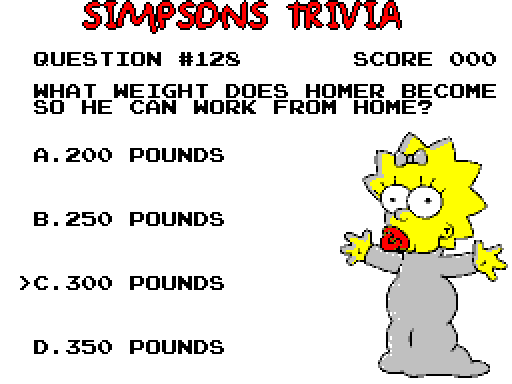 SIMPSONS TRIVIA
QUESTION #128 SCORE 000
WHAT WEIGHT DOES HOMER BECOME
SO HE CAN WORK FROM HOME?
A.200 POUNDS
B.250 POUNDS
>C.300 POUNDS
D.350 POUNDS